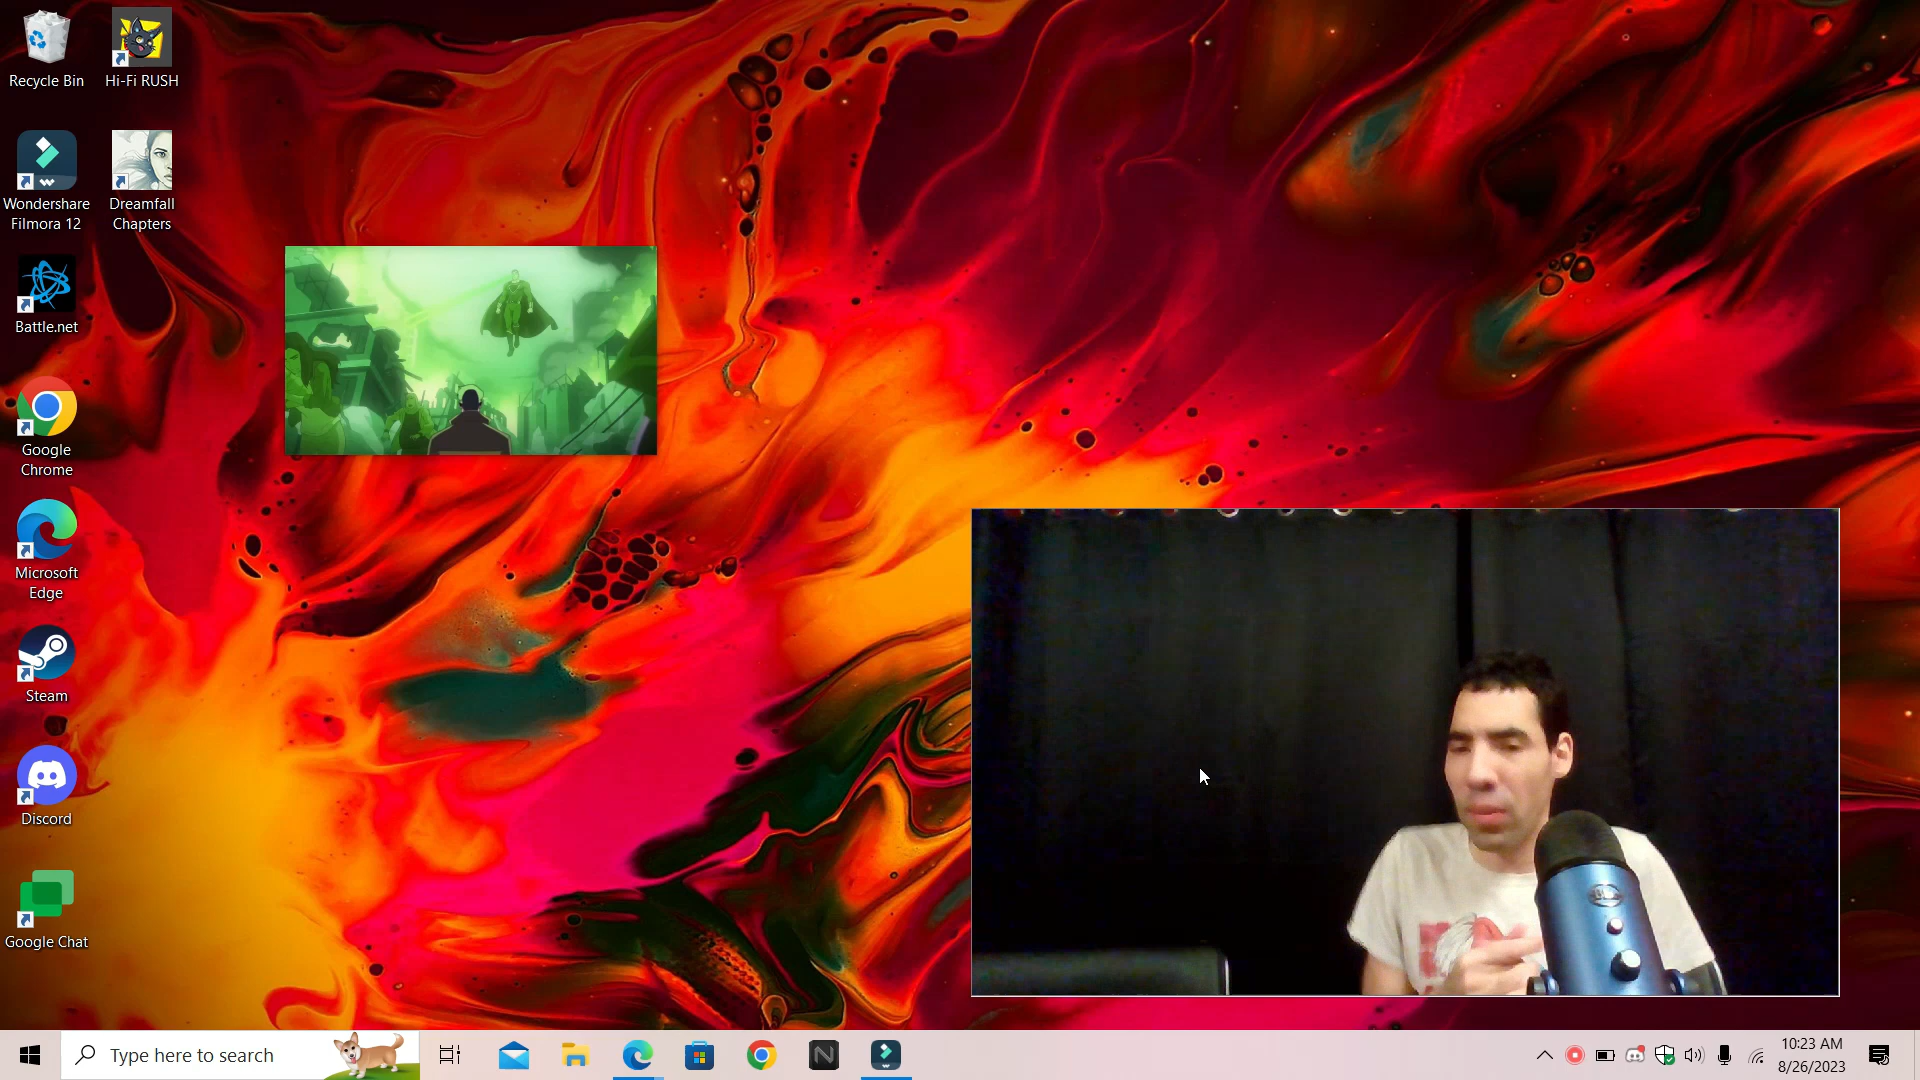 Recycle Bin
Hi-Fi RUSH
Wondershare
Filmora 12
Dreamfall
Chapters
Battle.net
Google
Chrome
Microsoft
Edge
Steam
Discord
Google Chat
Type here to search
10:23 AM
8/26/2023